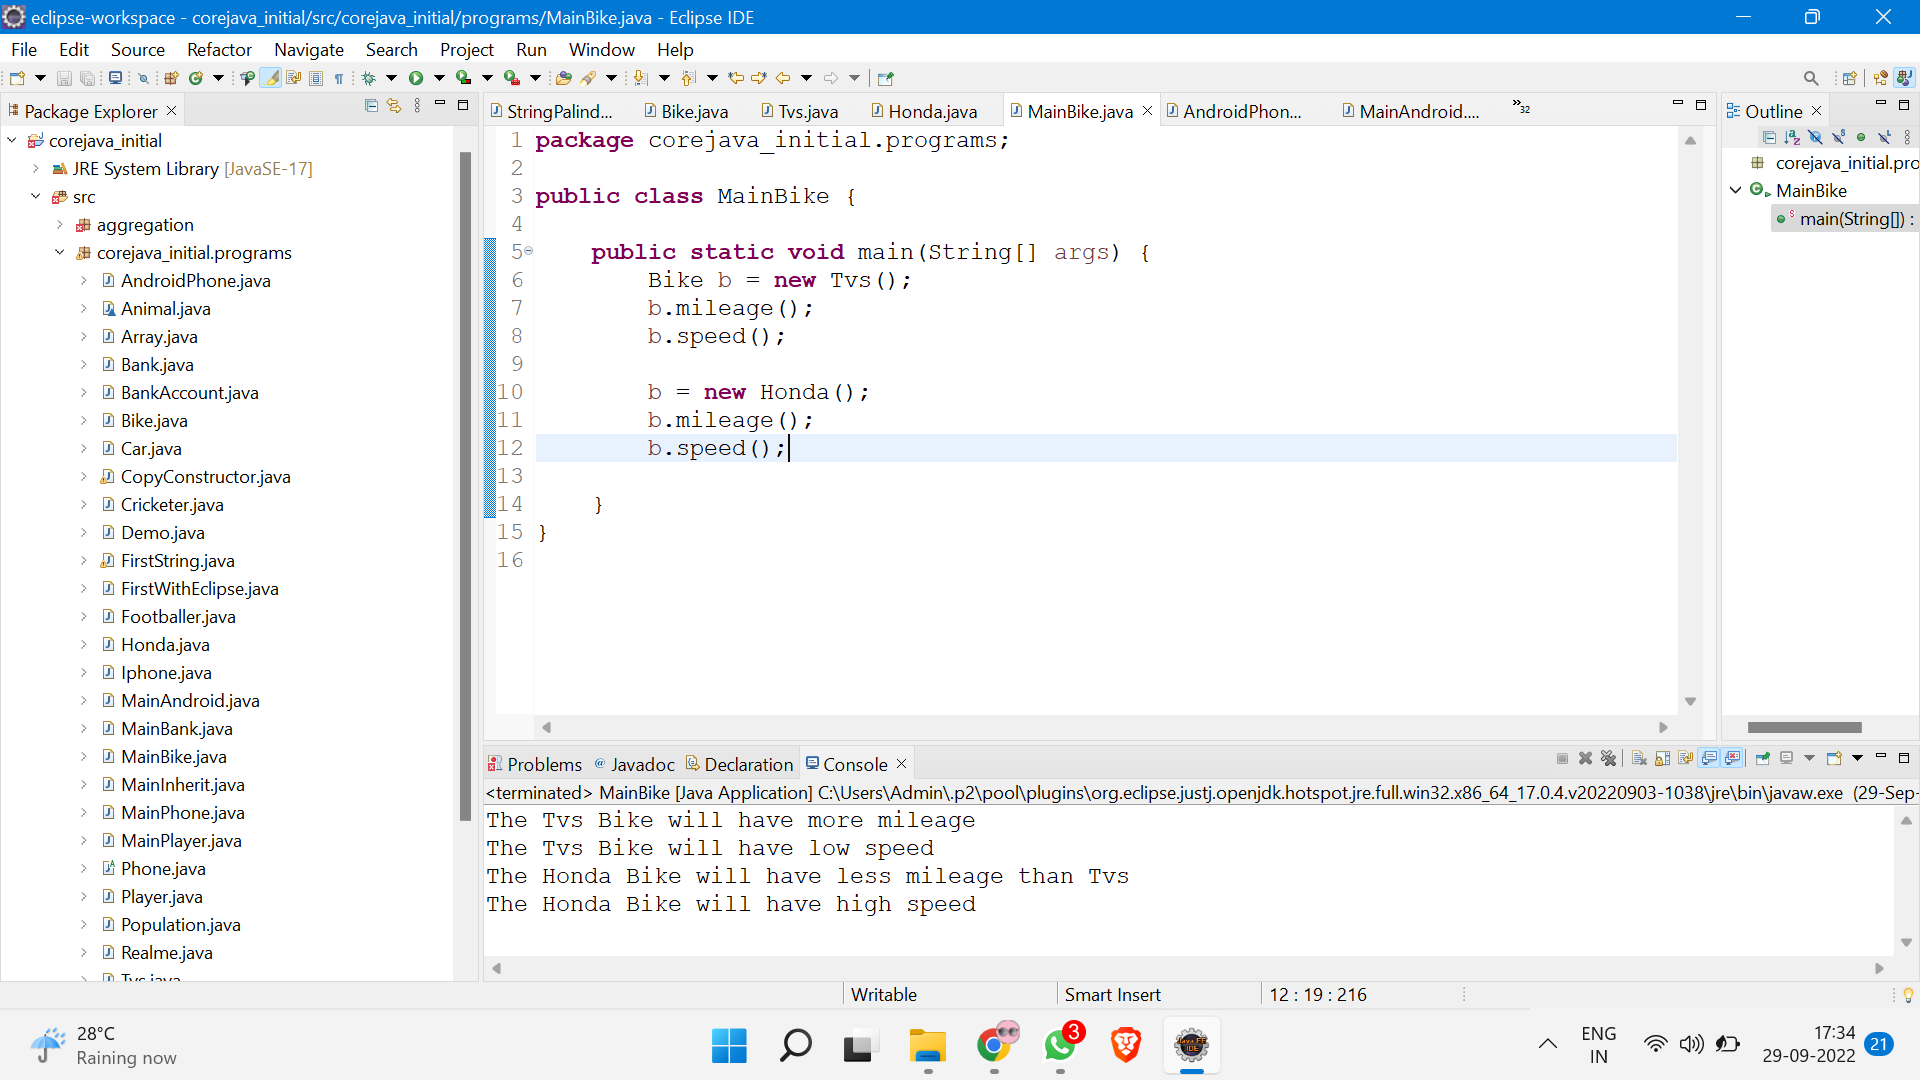 eclipse-workspace - corejava_initial/src/corejava_initial/programs/MainBike.java - Eclipse IDE
File Edit Source Refactor Navigate Search Project Run Window Help
Package Explorer
corejava_initial
JRE System Library [JavaSE-17]
src
aggregation
corejava_initial.programs
AndroidPhone.java
Animal.java
Array.java
Bank.java
BankAccount.java
Bike.java
Car.java
CopyConstructor.java
Cricketer.java
Demo.java
FirstString.java
FirstWithEclipse.java
Footballer.java
Honda.java
Iphone.java
MainAndroid.java
MainBank.java
MainBike.java
MainInherit.java
MainPhone.java
MainPlayer.java
Phone.java
Player.java
Population.java
Realme.java
Tvs.java
StringPalind... Bike.java Tvs.java Honda.java MainBike.java AndroidPhon... MainAndroid.... »32
1 package corejava_initial.programs;
2
3 public class MainBike {
4
5 public static void main(String[] args) {
6 Bike b = new Tvs();
7 b.mileage();
8 b.speed();
9
10 b = new Honda();
11 b.mileage();
12 b.speed();
13
14 }
15 }
16
Outline
corejava_initial.pro
MainBike
main(String[]) :
Problems Javadoc Declaration Console
<terminated> MainBike [Java Application] C:\Users\Admin\.p2\pool\plugins\org.eclipse.justj.openjdk.hotspot.jre.full.win32.x86_64_17.0.4.v20220903-1038\jre\bin\javaw.exe (29-Sep-
The Tvs Bike will have more mileage
The Tvs Bike will have low speed
The Honda Bike will have less mileage than Tvs
The Honda Bike will have high speed
Writable Smart Insert 12 : 19 : 216
28°C
Raining now
3
Java EE
IDE
ENG
IN
17:34
29-09-2022
21